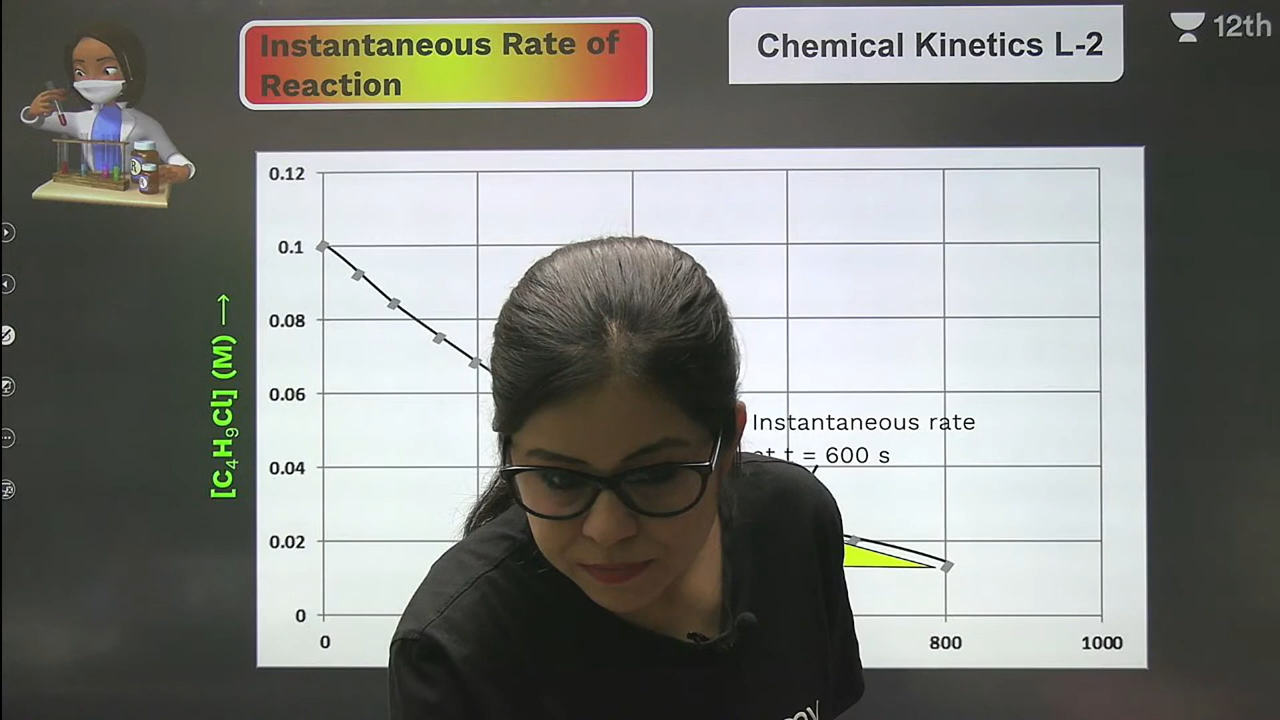 Instantaneous Rate of
Reaction
Chemical Kinetics L-2
12th
0.12
0.1
0.08
0.06
0.04
0.02
0
[C₄H₉Cl] (M) →
Instantaneous rate
t = 600 s
0
800
1000